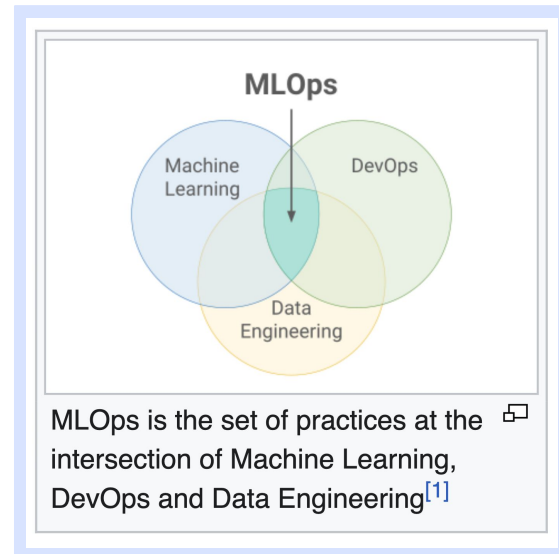 MLOps
Machine
Learning
DevOps
Data
Engineering
MLOps is the set of practices at the
intersection of Machine Learning,
DevOps and Data Engineering[1]